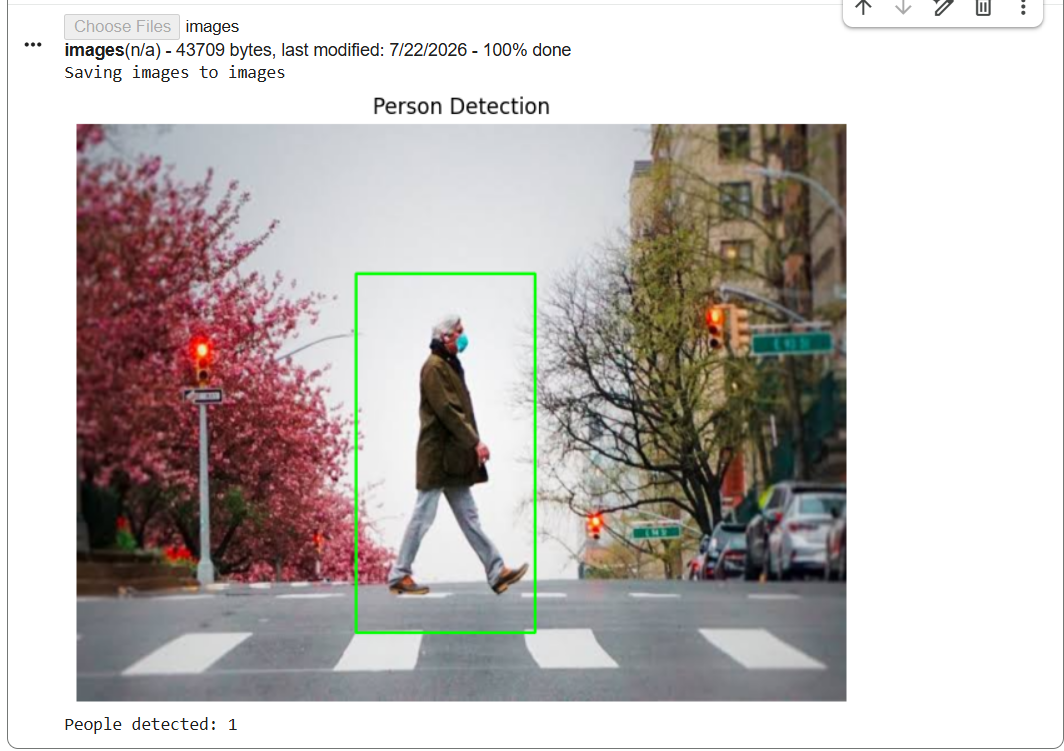 Choose Files images
images(n/a) - 43709 bytes, last modified: 7/22/2026 - 100% done
Saving images to images
Person Detection
People detected: 1